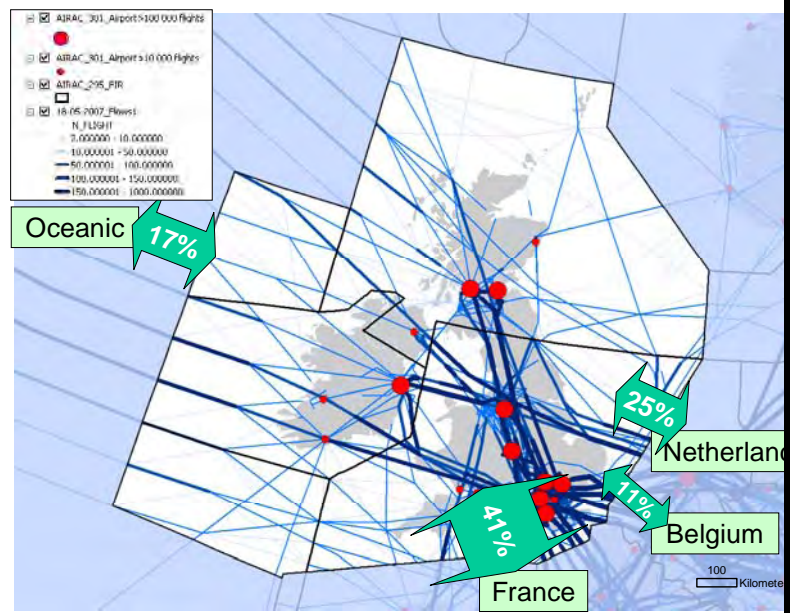 AIRAC_301_Airport >100 000 flights
AIRAC_301_Airport >10 000 flights
AIRAC_295_FIR
18-05-2007_Flows1
N_FLIGHT
2.000000 - 10.000000
10.000001 - 50.000000
50.000001 - 100.000000
100.000001 - 150.000000
150.000001 - 1000.000000
Oceanic
17%
25%
Netherland
11%
Belgium
41%
France
100
Kilomete